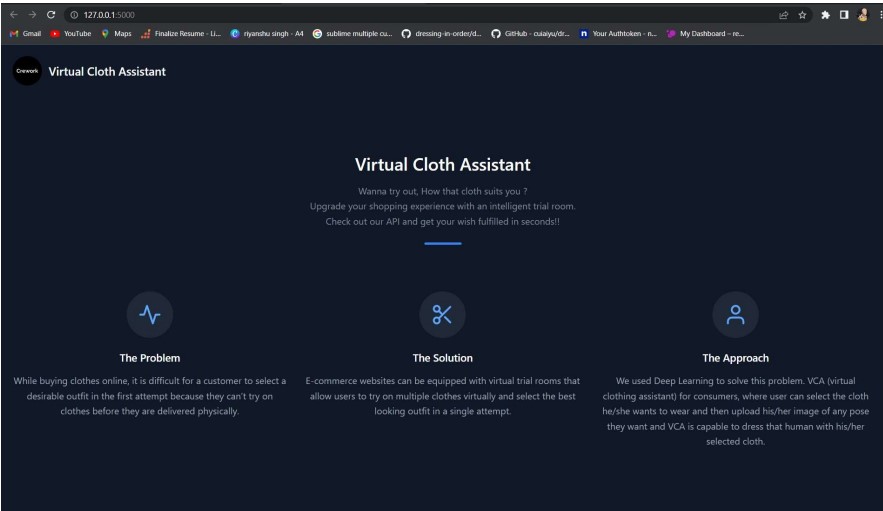 127.0.0.1:5000
Gmail YouTube Maps Finalize Resume - Li... riyanshu singh - A4 sublime multiple cu... dressing-in-order/d... GitHub - cuiaiyu/dr... Your Authtoken - n... My Dashboard – re...
Crework Virtual Cloth Assistant
Virtual Cloth Assistant
Wanna try out, How that cloth suits you ?
Upgrade your shopping experience with an intelligent trial room.
Check out our API and get your wish fulfilled in seconds!!
The Problem
While buying clothes online, it is difficult for a customer to select a
desirable outfit in the first attempt because they can't try on
clothes before they are delivered physically.
The Solution
E-commerce websites can be equipped with virtual trial rooms that
allow users to try on multiple clothes virtually and select the best
looking outfit in a single attempt.
The Approach
We used Deep Learning to solve this problem. VCA (virtual
clothing assistant) for consumers, where user can select the cloth
he/she wants to wear and then upload his/her image of any pose
they want and VCA is capable to dress that human with his/her
selected cloth.